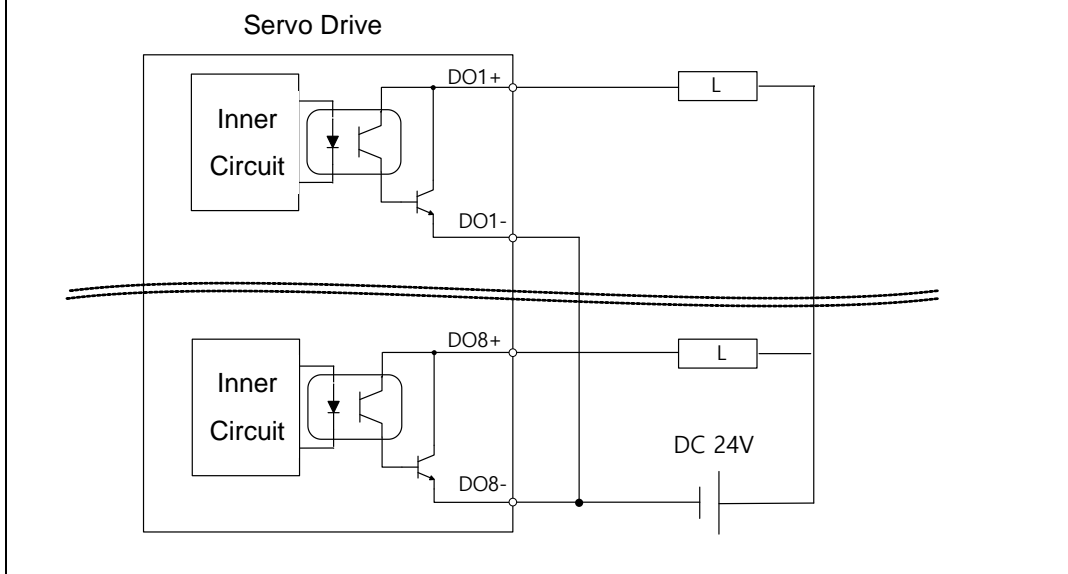 Servo Drive
DO1+
L
Inner
Circuit
DO1-
DO8+
L
Inner
Circuit
DC 24V
DO8-